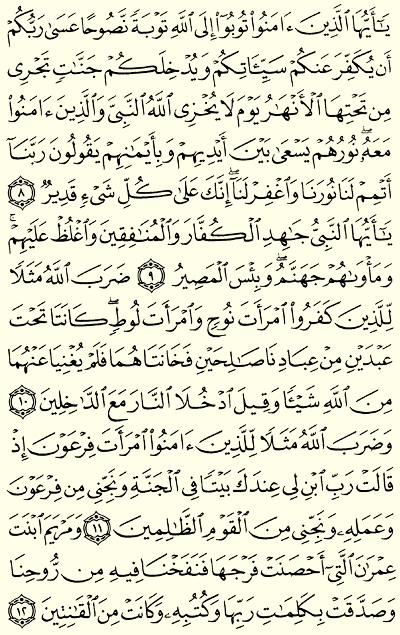 يَـٰٓأَيُّهَا ٱلَّذِينَ ءَامَنُوا۟ تُوبُوٓا۟ إِلَى ٱللَّهِ تَوْبَةً نَّصُوحًا عَسَىٰ رَبُّكُمْ
أَن يُكَفِّرَ عَنكُمْ سَيِّـَٔاتِكُمْ وَيُدْخِلَكُمْ جَنَّـٰتٍ تَجْرِى
مِن تَحْتِهَا ٱلْأَنْهَـٰرُ يَوْمَ لَا يُخْزِى ٱللَّهُ ٱلنَّبِىَّ وَٱلَّذِينَ ءَامَنُوا۟
مَعَهُۥ ۖ نُورُهُمْ يَسْعَىٰ بَيْنَ أَيْدِيهِمْ وَبِأَيْمَـٰنِهِمْ يَقُولُونَ رَبَّنَآ
أَتْمِمْ لَنَا نُورَنَا وَٱغْفِرْ لَنَآ ۖ إِنَّكَ عَلَىٰ كُلِّ شَىْءٍ قَدِيرٌ ٨
يَـٰٓأَيُّهَا ٱلنَّبِىُّ جَـٰهِدِ ٱلْكُفَّارَ وَٱلْمُنَـٰفِقِينَ وَٱغْلُظْ عَلَيْهِمْ ۚ
وَمَأْوَىٰهُمْ جَهَنَّمُ ۖ وَبِئْسَ ٱلْمَصِيرُ ٩ ضَرَبَ ٱللَّهُ مَثَلًا
لِّلَّذِينَ كَفَرُوا۟ ٱمْرَأَتَ نُوحٍ وَٱمْرَأَتَ لُوطٍ ۖ كَانَتَا تَحْتَ
عَبْدَيْنِ مِنْ عِبَادِنَا صَـٰلِحَيْنِ فَخَانَتَاهُمَا فَلَمْ يُغْنِيَا عَنْهُمَا
مِنَ ٱللَّهِ شَيْـًٔا وَقِيلَ ٱدْخُلَا ٱلنَّارَ مَعَ ٱلدَّٰخِلِينَ ١٠
وَضَرَبَ ٱللَّهُ مَثَلًا لِّلَّذِينَ ءَامَنُوا۟ ٱمْرَأَتَ فِرْعَوْنَ إِذْ
قَالَتْ رَبِّ ٱبْنِ لِى عِندَكَ بَيْتًا فِى ٱلْجَنَّةِ وَنَجِّنِى مِن فِرْعَوْنَ
وَعَمَلِهِۦ وَنَجِّنِى مِنَ ٱلْقَوْمِ ٱلظَّـٰلِمِينَ ١١ وَمَرْيَمَ ٱبْنَتَ
عِمْرَٰنَ ٱلَّتِىٓ أَحْصَنَتْ فَرْجَهَا فَنَفَخْنَا فِيهِ مِن رُّوحِنَا
وَصَدَّقَتْ بِكَلِمَـٰتِ رَبِّهَا وَكُتُبِهِۦ وَكَانَتْ مِنَ ٱلْقَـٰنِتِينَ ١٢